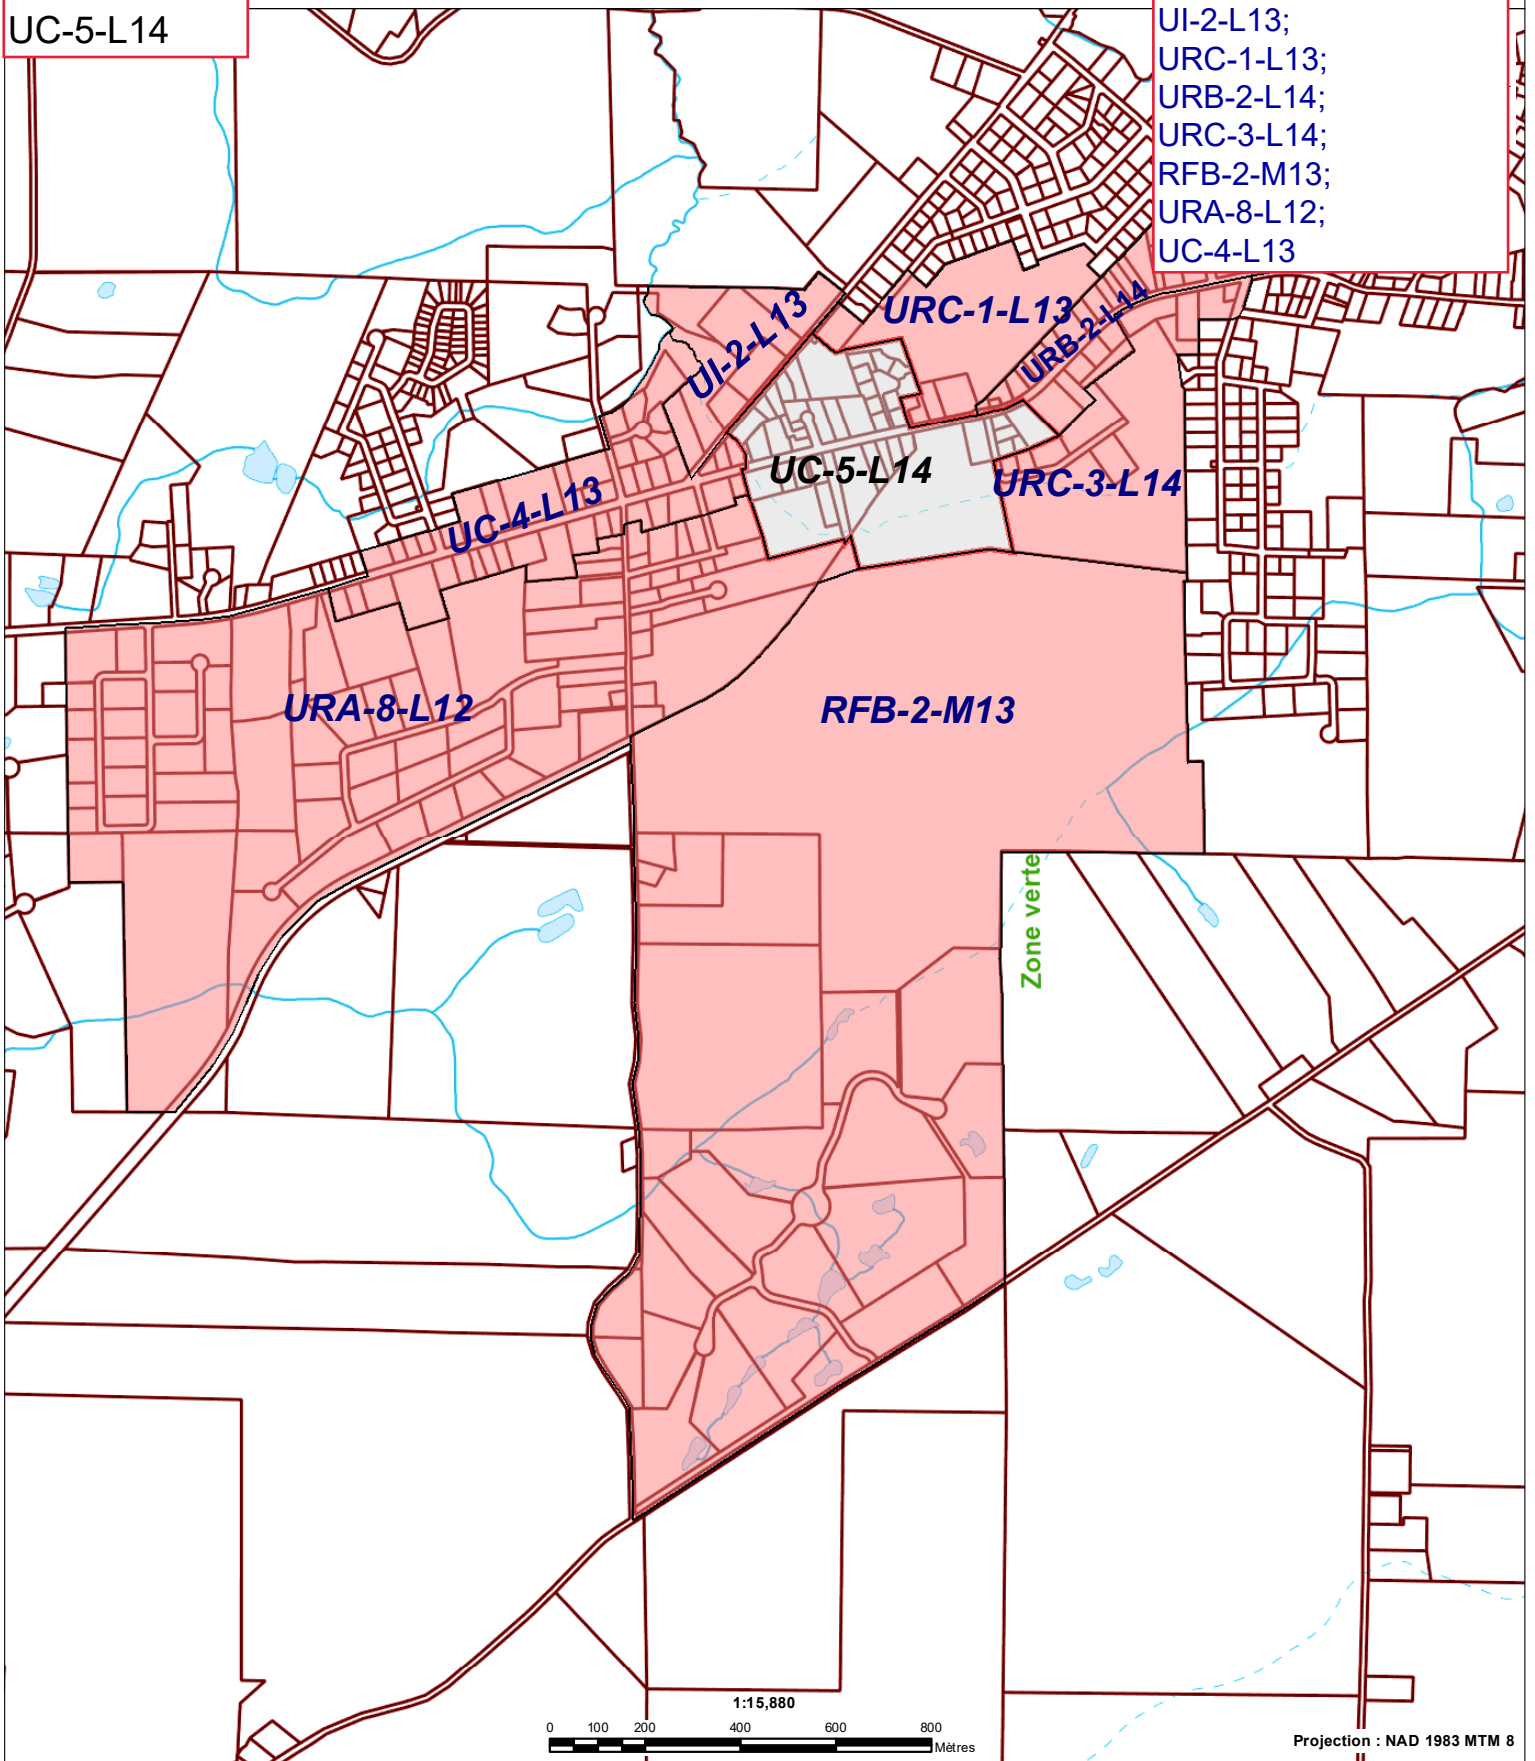 UC-5-L14
UI-2-L13;
URC-1-L13;
URB-2-L14;
URC-3-L14;
RFB-2-M13;
URA-8-L12;
UC-4-L13
UI-2-L13
URC-1-L13
URB-2-L14
UC-5-L14
URC-3-L14
UC-4-L13
URA-8-L12
RFB-2-M13
Zone verte
1:15,880
0 100 200 400 600 800
Mètres
Projection : NAD 1983 MTM 8